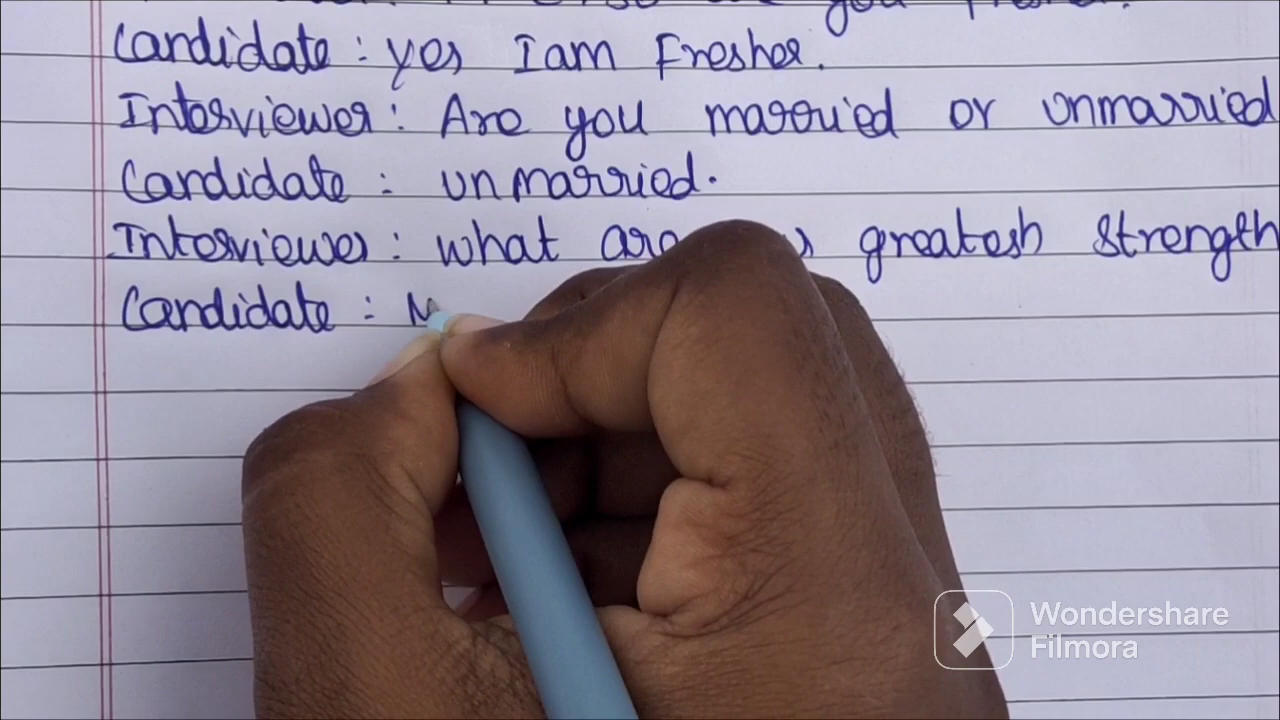 you
Candidate : yes I am Fresher.
Interviewer : Are you married or unmarried
Candidate : unmarried.
Interviewer : what are greatest strength
Candidate : M
Wondershare
Filmora